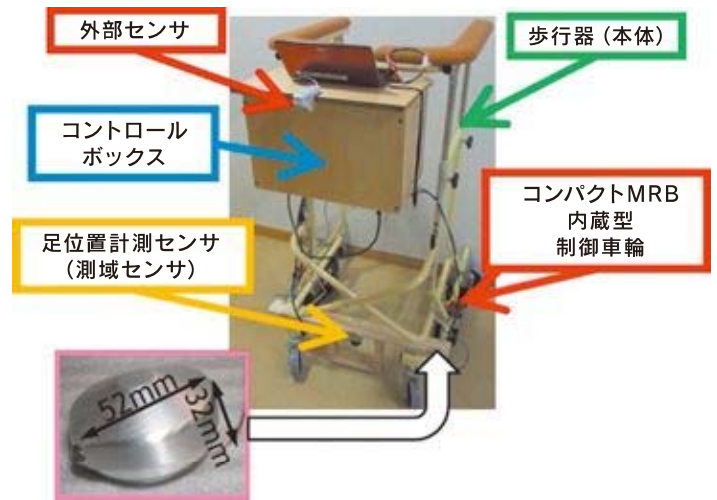 外部センサ
歩行器（本体）
コントロール
ボックス
コンパクトMRB
内蔵型
制御車輪
足位置計測センサ
（測域センサ）
52mm
32mm